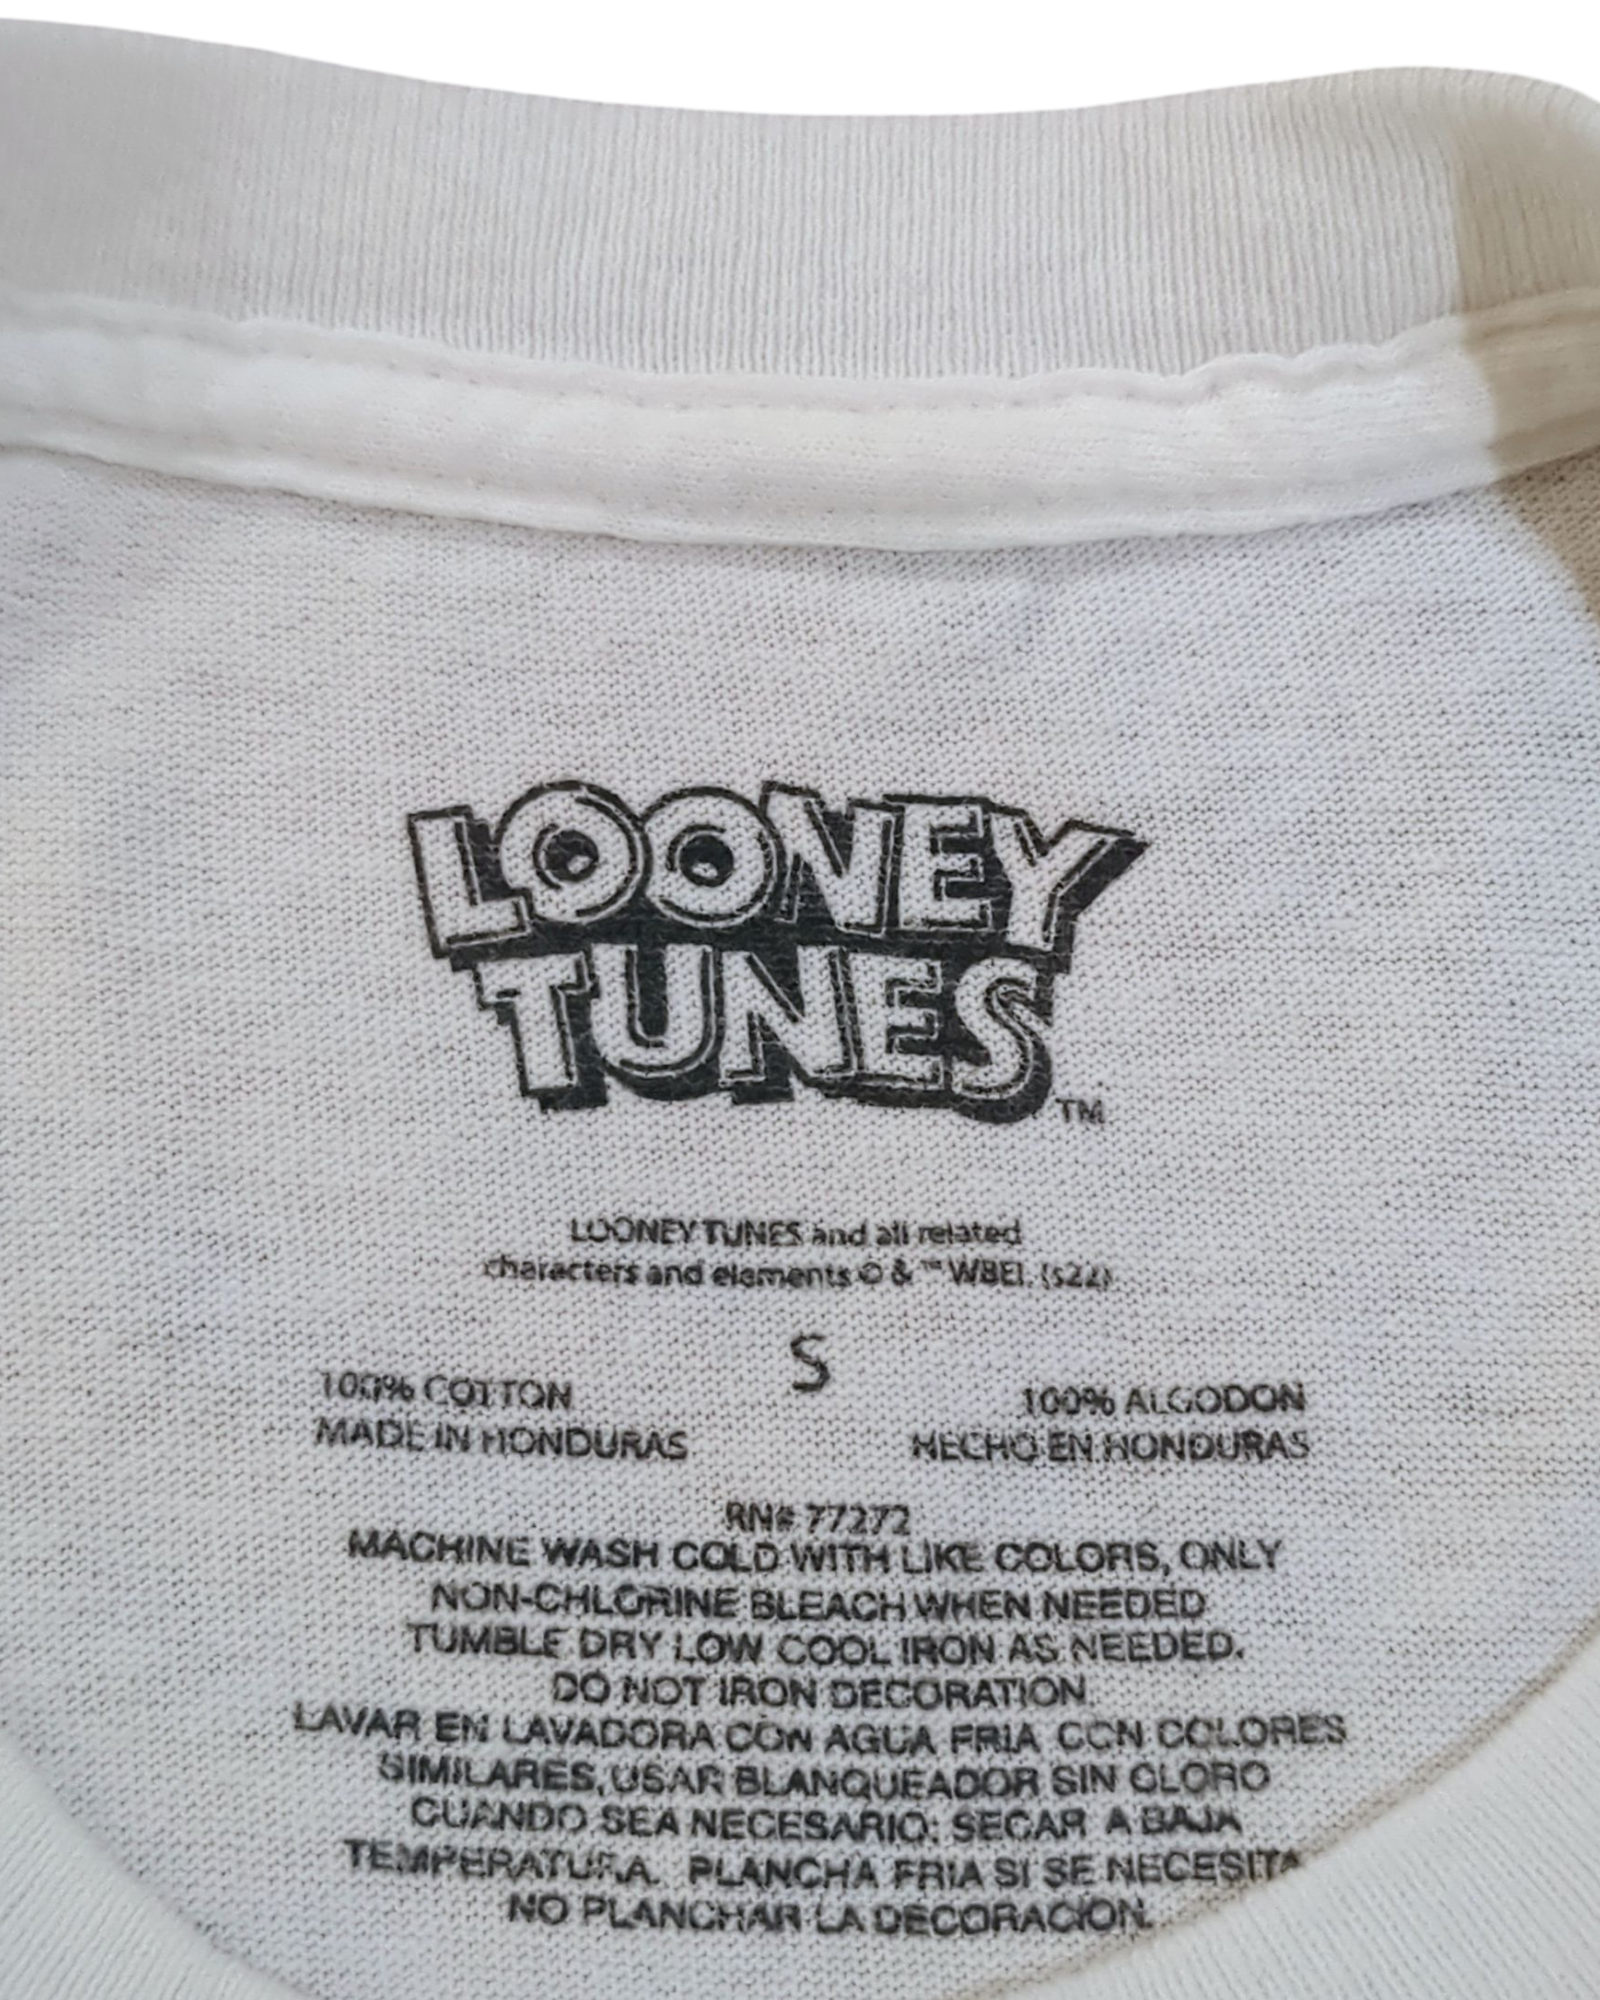 LOONEY
TUNES™
LOONEY TUNES and all related
characters and elements © & ™ WBEI. (s22)
S
100% COTTON
MADE IN HONDURAS
100% ALGODON
HECHO EN HONDURAS
RN# 77272
MACHINE WASH COLD WITH LIKE COLORS, ONLY
NON-CHLORINE BLEACH WHEN NEEDED
TUMBLE DRY LOW COOL IRON AS NEEDED.
DO NOT IRON DECORATION.
LAVAR EN LAVADORA CON AGUA FRIA CON COLORES
SIMILARES, USAR BLANQUEADOR SIN CLORO
CUANDO SEA NECESARIO: SECAR A BAJA
TEMPERATURA. PLANCHA FRIA SI SE NECESITA
NO PLANCHAR LA DECORACION.